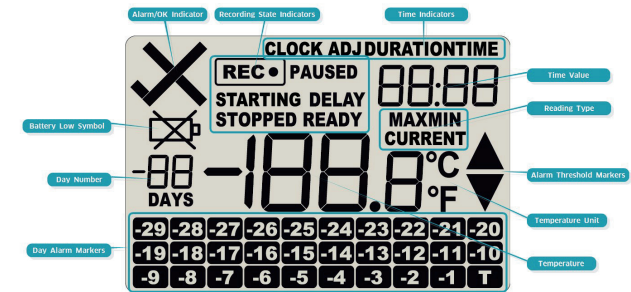 Alarm/OK Indicator
Recording State Indicators
Time Indicators
CLOCK ADJ DURATION TIME
REC● PAUSED
88:88
Time Value
STARTING DELAY
MAXMIN
Reading Type
STOPPED READY
CURRENT
Battery Low Symbol
-88
-188.8
°C
°F
Alarm Threshold Markers
Day Number
DAYS
Temperature Unit
-29 -28 -27 -26 -25 -24 -23 -22 -21 -20
Day Alarm Markers
-19 -18 -17 -16 -15 -14 -13 -12 -11 -10
Temperature
-9 -8 -7 -6 -5 -4 -3 -2 -1 T